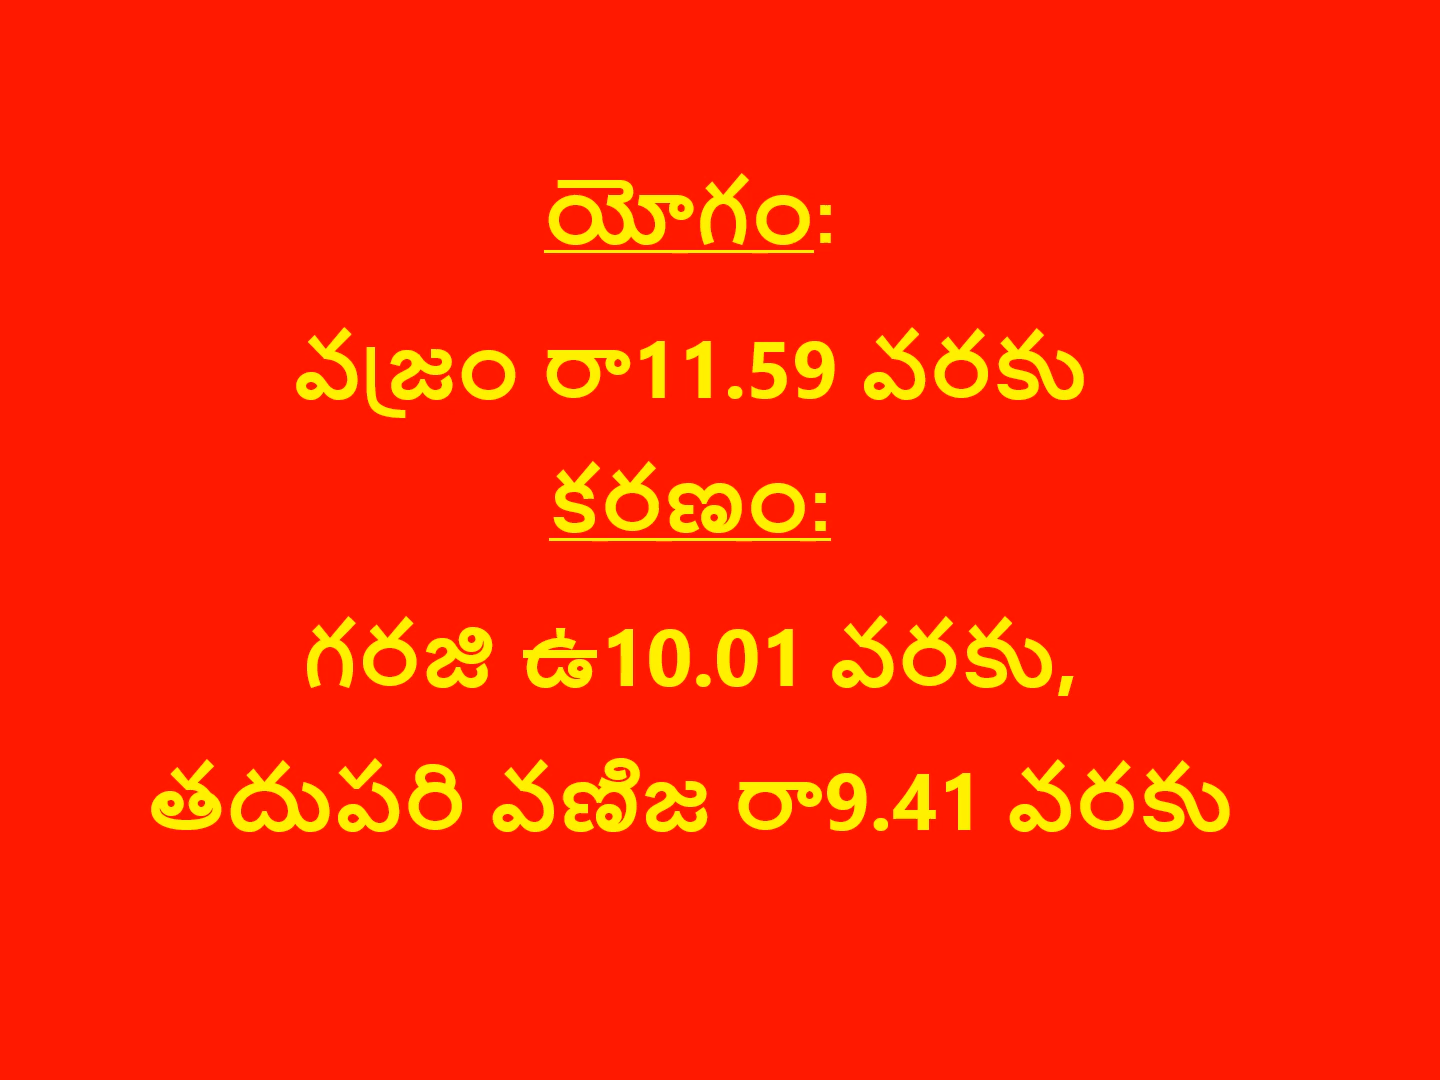 యోగం:
వజ్రం రా11.59 వరకు
కరణం:
గరజి ఉ10.01 వరకు,
తదుపరి వణిజ రా9.41 వరకు